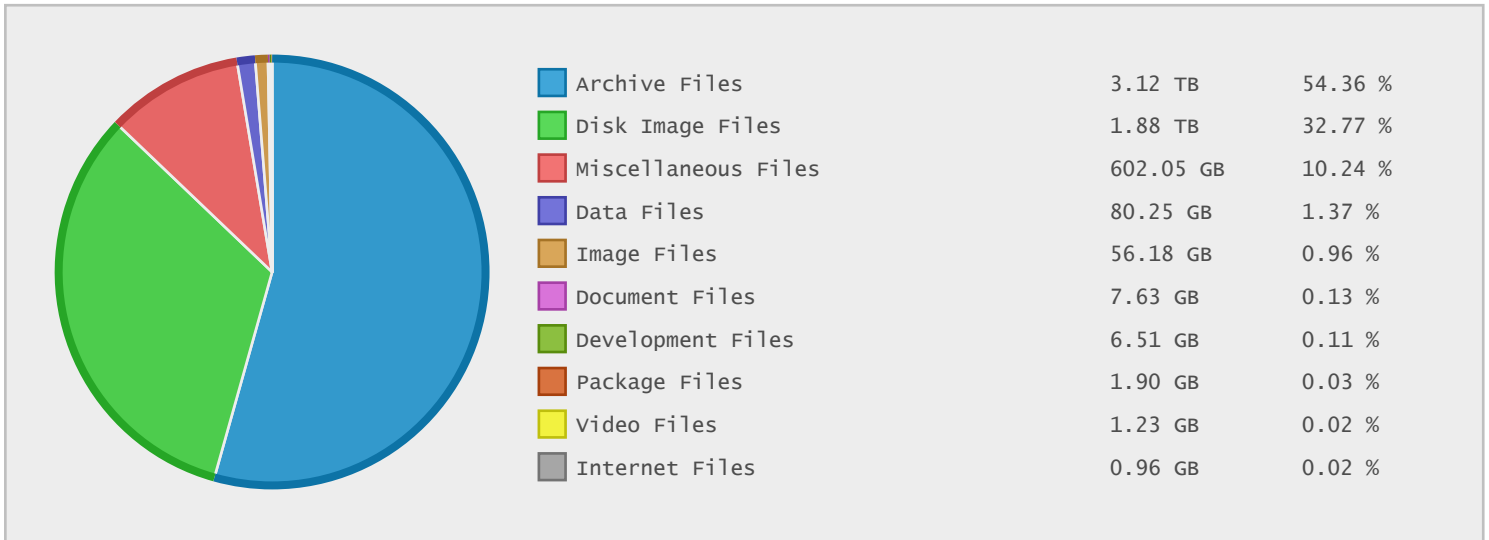 Archive Files 3.12 TB 54.36 %
Disk Image Files 1.88 TB 32.77 %
Miscellaneous Files 602.05 GB 10.24 %
Data Files 80.25 GB 1.37 %
Image Files 56.18 GB 0.96 %
Document Files 7.63 GB 0.13 %
Development Files 6.51 GB 0.11 %
Package Files 1.90 GB 0.03 %
Video Files 1.23 GB 0.02 %
Internet Files 0.96 GB 0.02 %